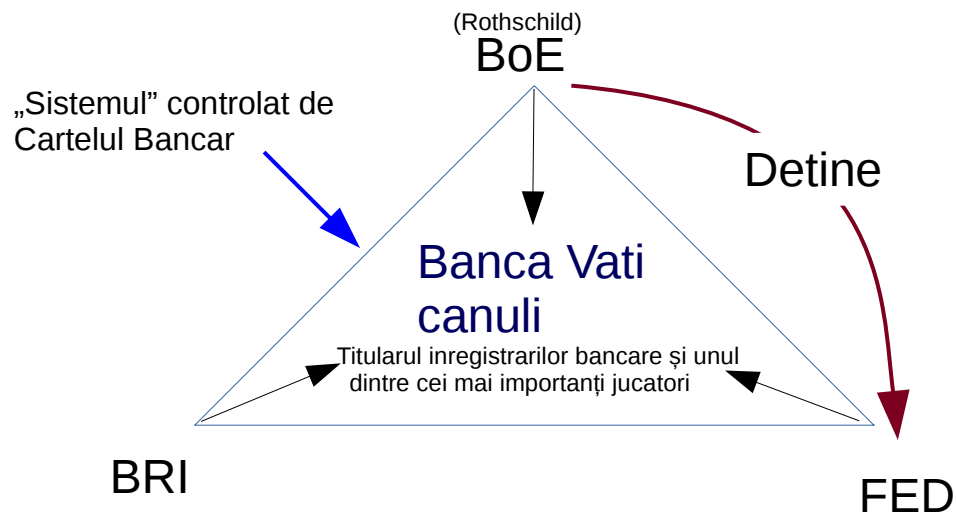 (Rothschild)
BoE
„Sistemul” controlat de
Cartelul Bancar
Detine
Banca Vati
canuli
Titularul inregistrarilor bancare și unul
dintre cei mai importanți jucatori
BRI
FED